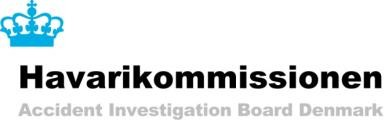 Havarikommissionen
Accident Investigation Board Denmark